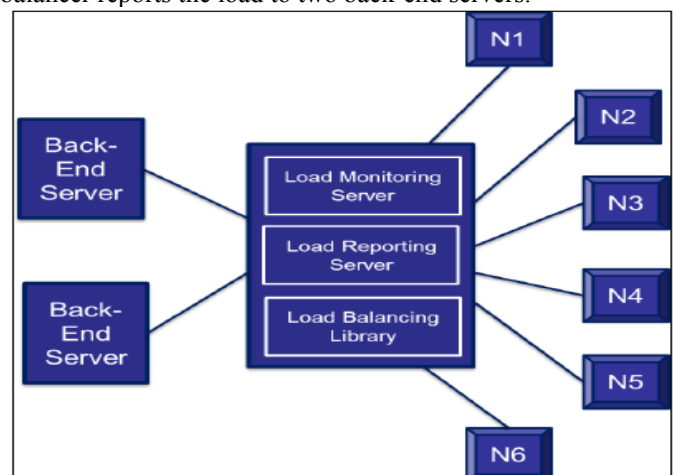 balancer reports the load to two back-end servers.
N1
N2
Back-
End
Server
Load Monitoring
Server
N3
Load Reporting
Server
N4
Back-
End
Server
Load Balancing
Library
N5
N6